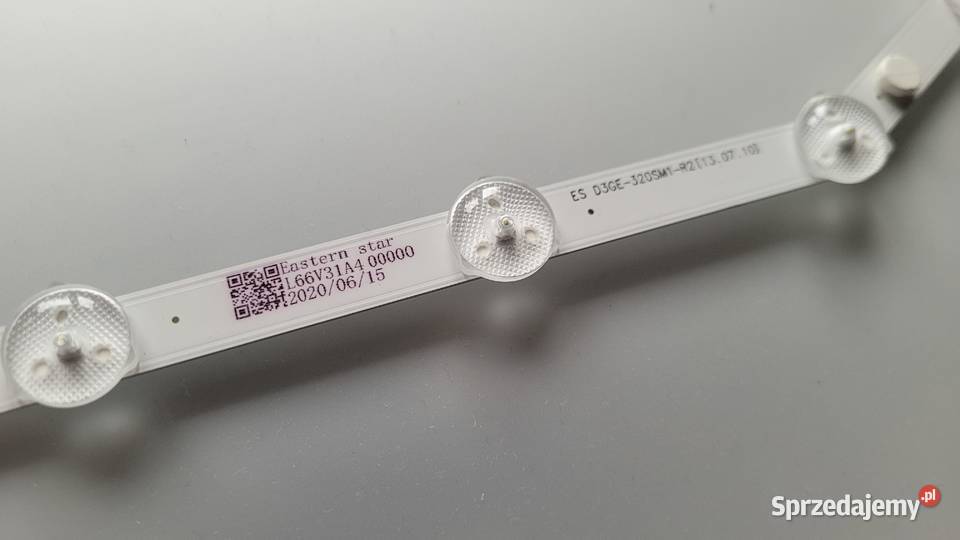 Eastern star
L66V31A4 00000
2020/06/15
ES D3GE-320SM1-R2[13.07.10]
Sprzedajemy.pl